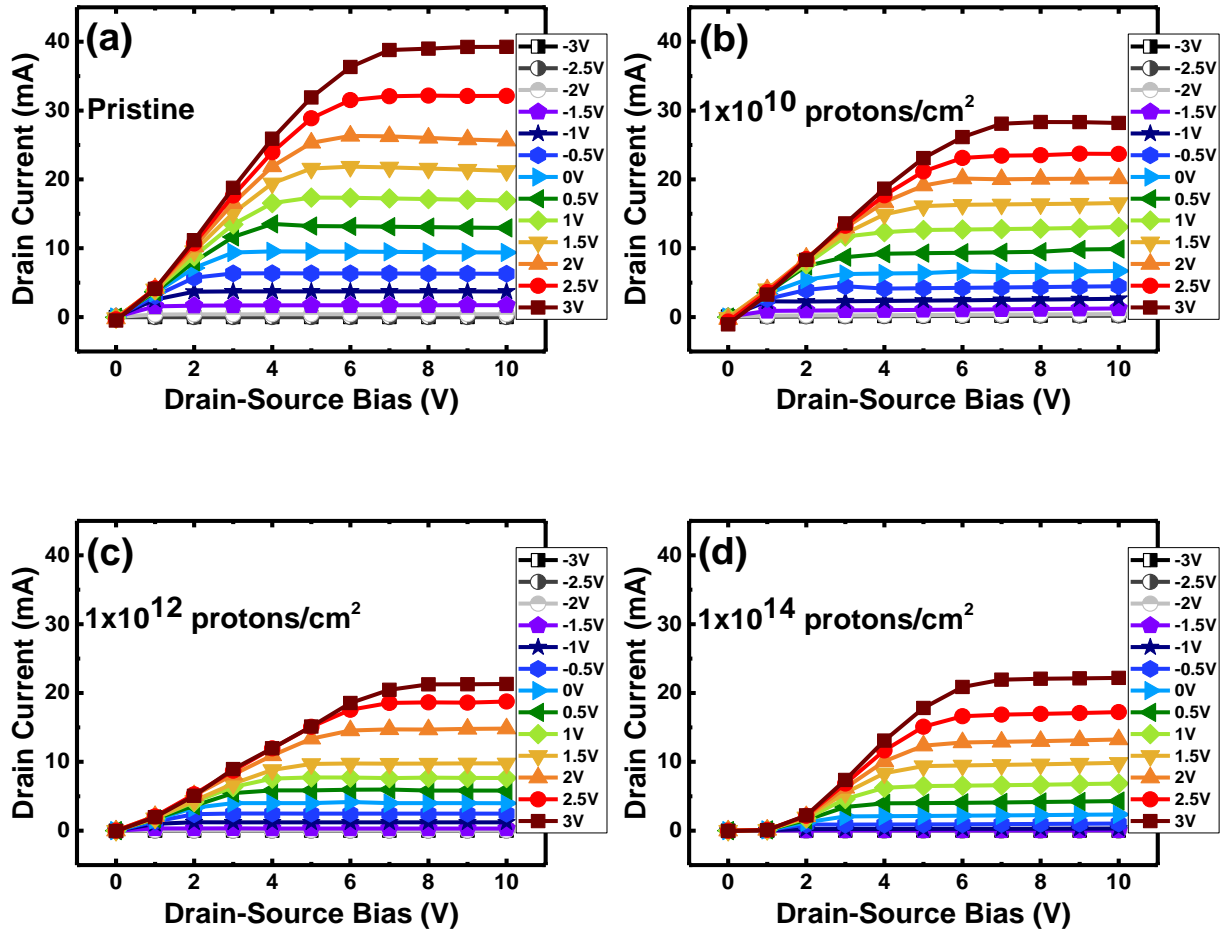 (a)
Pristine
Drain Current (mA)
40
30
20
10
0
0 2 4 6 8 10
Drain-Source Bias (V)
-3V
-2.5V
-2V
-1.5V
-1V
-0.5V
0V
0.5V
1V
1.5V
2V
2.5V
3V
(b)
1x10¹⁰ protons/cm²
Drain Current (mA)
40
30
20
10
0
0 2 4 6 8 10
Drain-Source Bias (V)
-3V
-2.5V
-2V
-1.5V
-1V
-0.5V
0V
0.5V
1V
1.5V
2V
2.5V
3V
(c)
1x10¹² protons/cm²
Drain Current (mA)
40
30
20
10
0
0 2 4 6 8 10
Drain-Source Bias (V)
-3V
-2.5V
-2V
-1.5V
-1V
-0.5V
0V
0.5V
1V
1.5V
2V
2.5V
3V
(d)
1x10¹⁴ protons/cm²
Drain Current (mA)
40
30
20
10
0
0 2 4 6 8 10
Drain-Source Bias (V)
-3V
-2.5V
-2V
-1.5V
-1V
-0.5V
0V
0.5V
1V
1.5V
2V
2.5V
3V